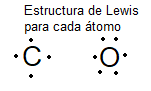 Estructura de Lewis
para cada átomo
C O